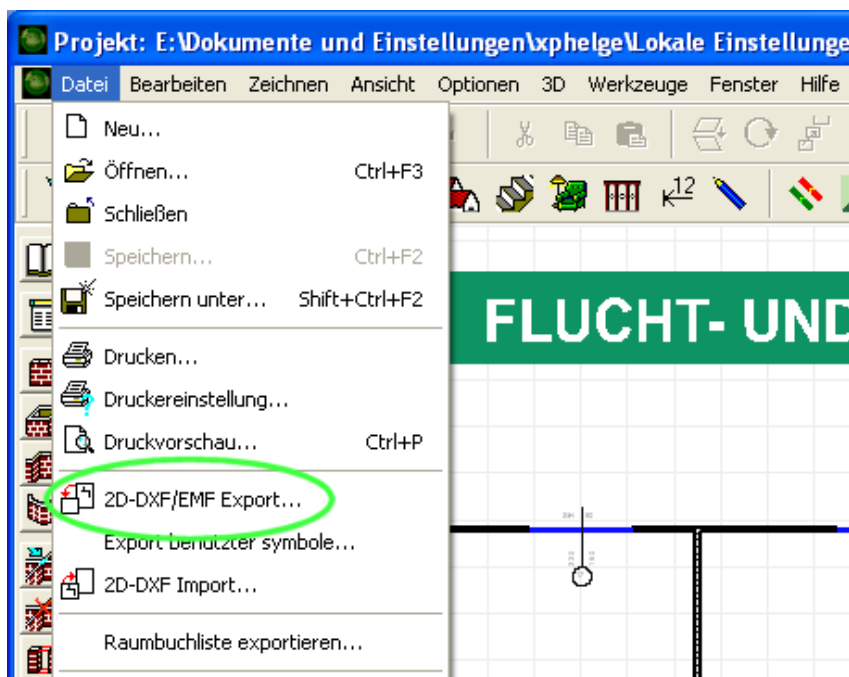 Projekt: E:\Dokumente und Einstellungen\xphelge\Lokale Einstellunge
Datei Bearbeiten Zeichnen Ansicht Optionen 3D Werkzeuge Fenster Hilfe
Neu...
Öffnen... Ctrl+F3
Schließen
Speichern... Ctrl+F2
Speichern unter... Shift+Ctrl+F2
Drucken...
Druckereinstellung...
Druckvorschau... Ctrl+P
2D-DXF/EMF Export...
Export benutzter symbole...
2D-DXF Import...
Raumbuchliste exportieren...
12
FLUCHT- UND